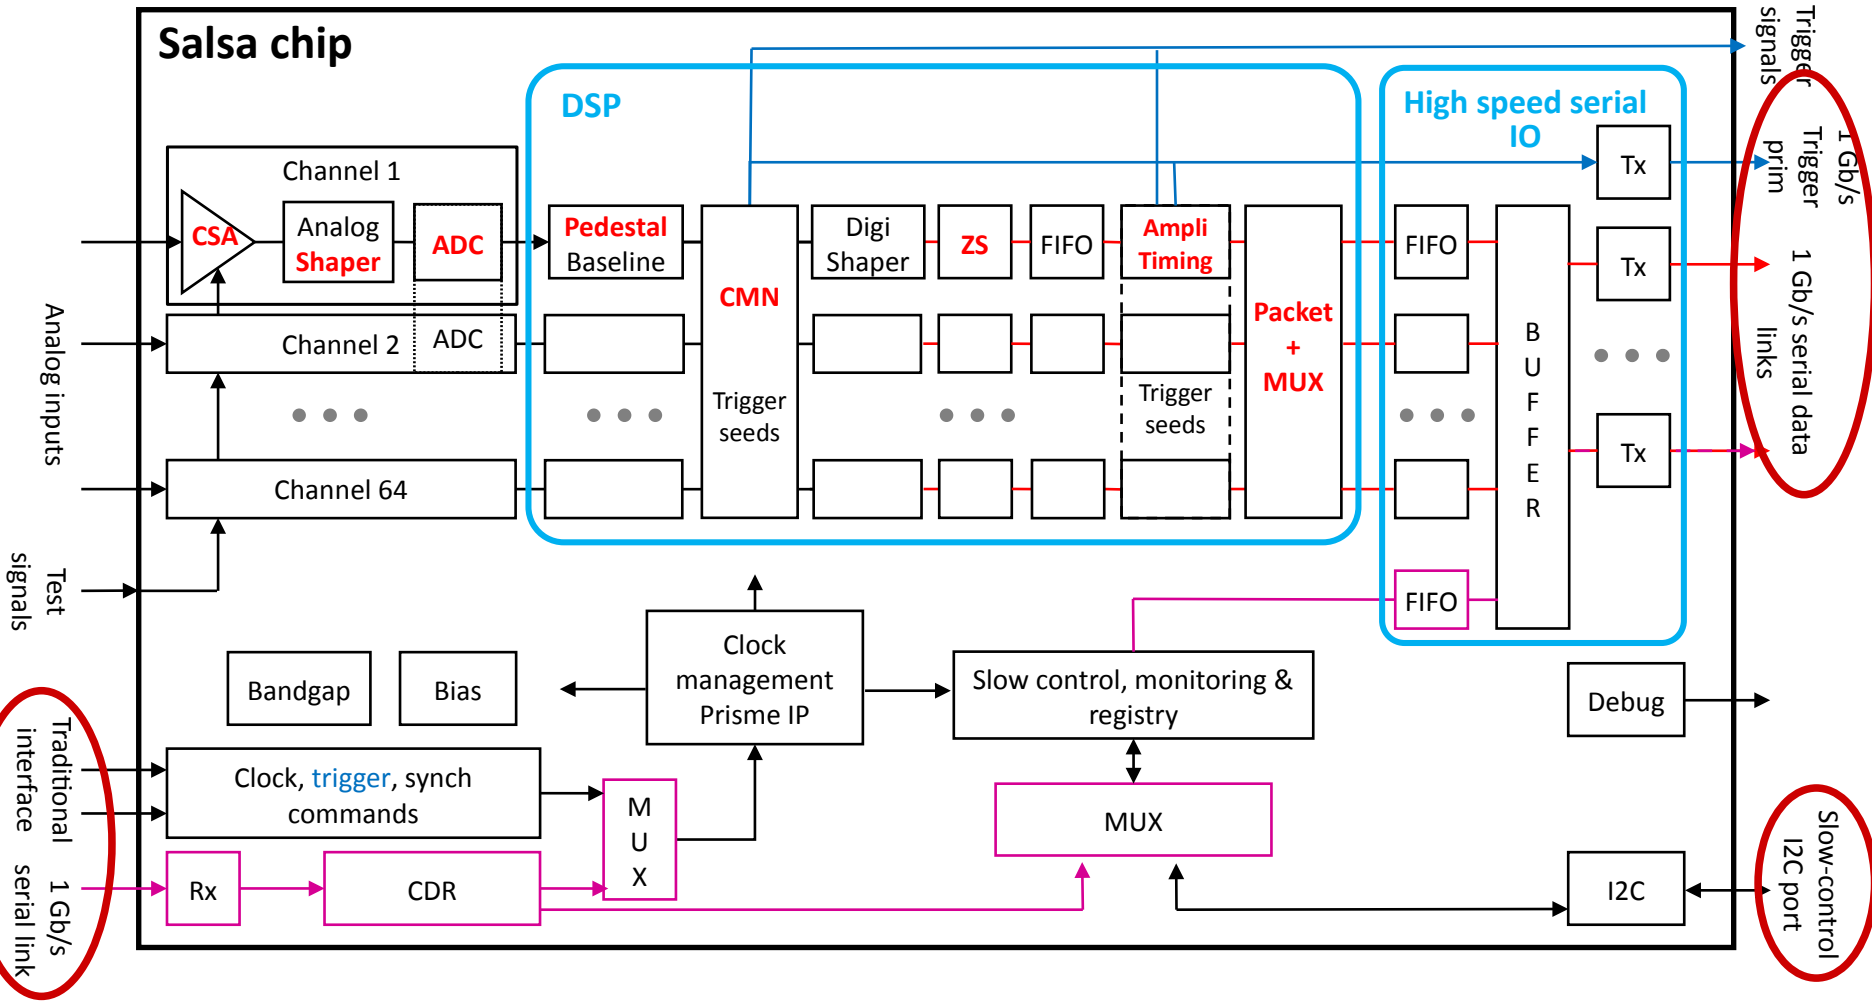 Salsa chip
Trigger
signals
DSP
High speed serial
IO
1 Gb/s
Trigger
prim
Tx
Channel 1
CSA
Analog
Shaper
ADC
Pedestal
Baseline
CMN
Trigger
seeds
Digi
Shaper
ZS
FIFO
Ampli
Timing
Trigger
seeds
Packet
+
MUX
FIFO
B
U
F
F
E
R
Tx
Tx
1 Gb/s serial data
links
Analog inputs
Channel 2
ADC
Channel 64
Test
signals
FIFO
Clock
management
Prisme IP
Slow control, monitoring &
registry
Bandgap
Bias
Debug
Traditional
interface
Clock, trigger, synch
commands
M
U
X
MUX
1 Gb/s
serial link
Rx
CDR
I2C
Slow-control
I2C port